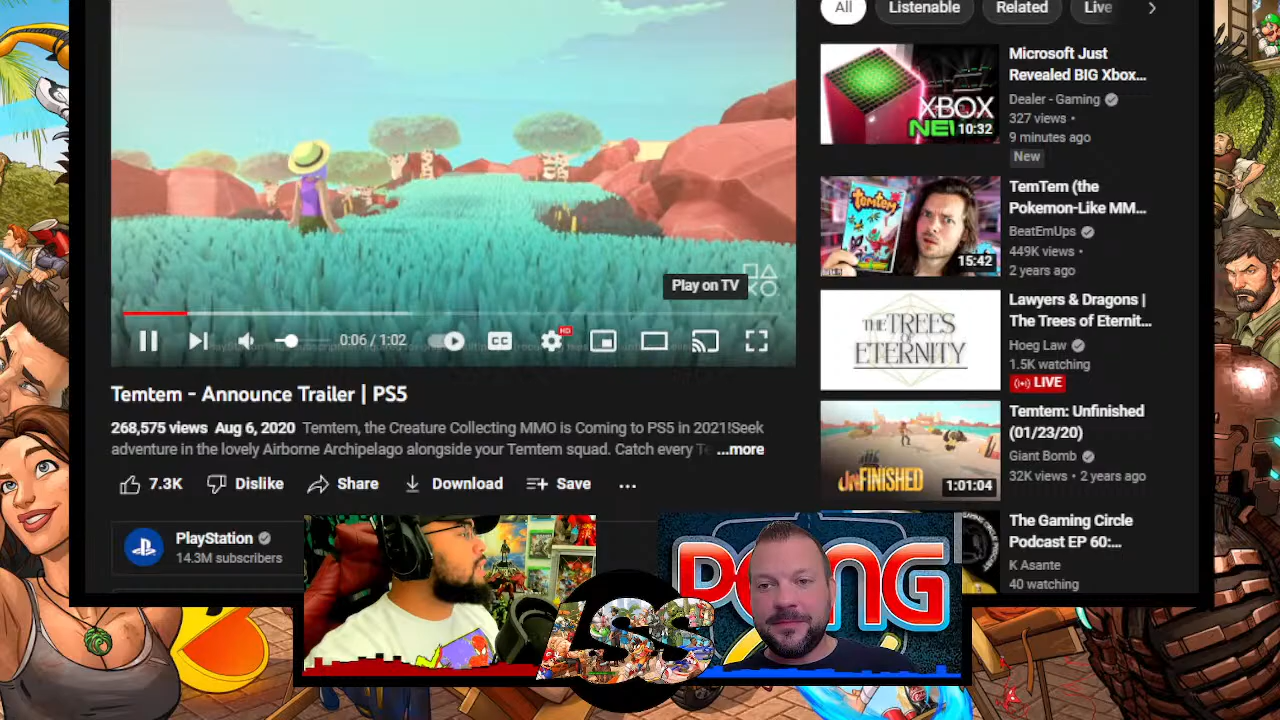 All
Listenable
Related
Live
Microsoft Just
Revealed BIG Xbox...
Dealer - Gaming
327 views •
9 minutes ago
New
XBOX
NEW
10:32
TemTem (the
Pokemon-Like MM...
BeatEmUps
449K views •
2 years ago
temtem
15:42
Lawyers & Dragons |
The Trees of Eternit...
Hoeg Law
1.5K watching
LIVE
THE TREES
OF
ETERNITY
Temtem: Unfinished
(01/23/20)
Giant Bomb
32K views • 2 years ago
UNFINISHED
1:01:04
The Gaming Circle
Podcast EP 60:...
K Asante
40 watching
Play on TV
0:06 / 1:02
CC
HD
Temtem - Announce Trailer | PS5
268,575 views Aug 6, 2020 Temtem, the Creature Collecting MMO is Coming to PS5 in 2021!Seek
adventure in the lovely Airborne Archipelago alongside your Temtem squad. Catch every Te ...more
7.3K
Dislike
Share
Download
Save
PlayStation
14.3M subscribers
SS